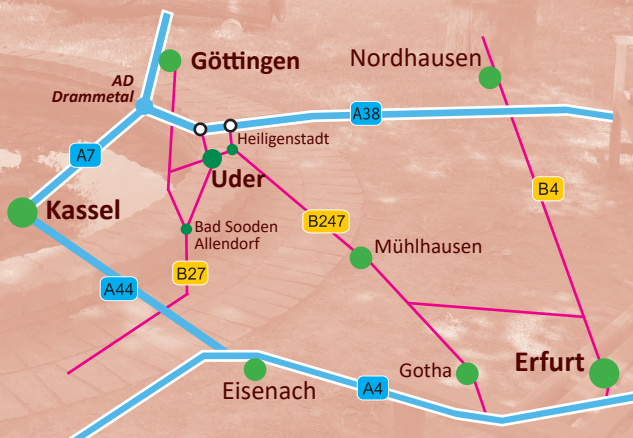 Göttingen
Nordhausen
AD
Drammetal
A38
Heiligenstadt
A7
Uder
B4
Kassel
B247
Bad Sooden
Allendorf
Mühlhausen
B27
A44
Erfurt
Gotha
Eisenach
A4